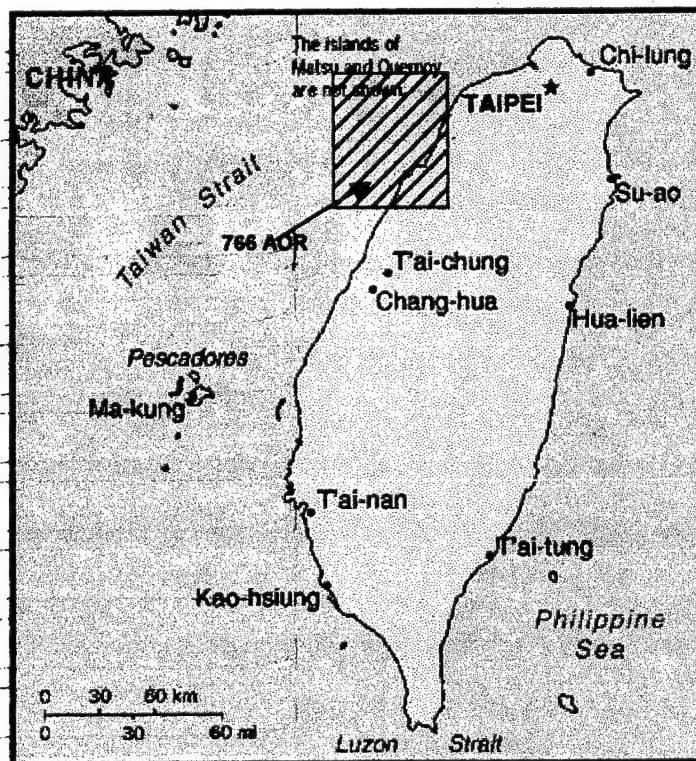 The islands of
Matsu and Quemoy
are not shown.
CHINA
Chi-lung
TAIPEI
Taiwan Strait
Su-ao
766 AOR
T'ai-chung
Chang-hua
Hua-lien
Pescadores
Ma-kung
T'ai-nan
T'ai-tung
Kao-hsiung
Philippine
Sea
0 30 60 km
0 30 60 mi
Luzon Strait